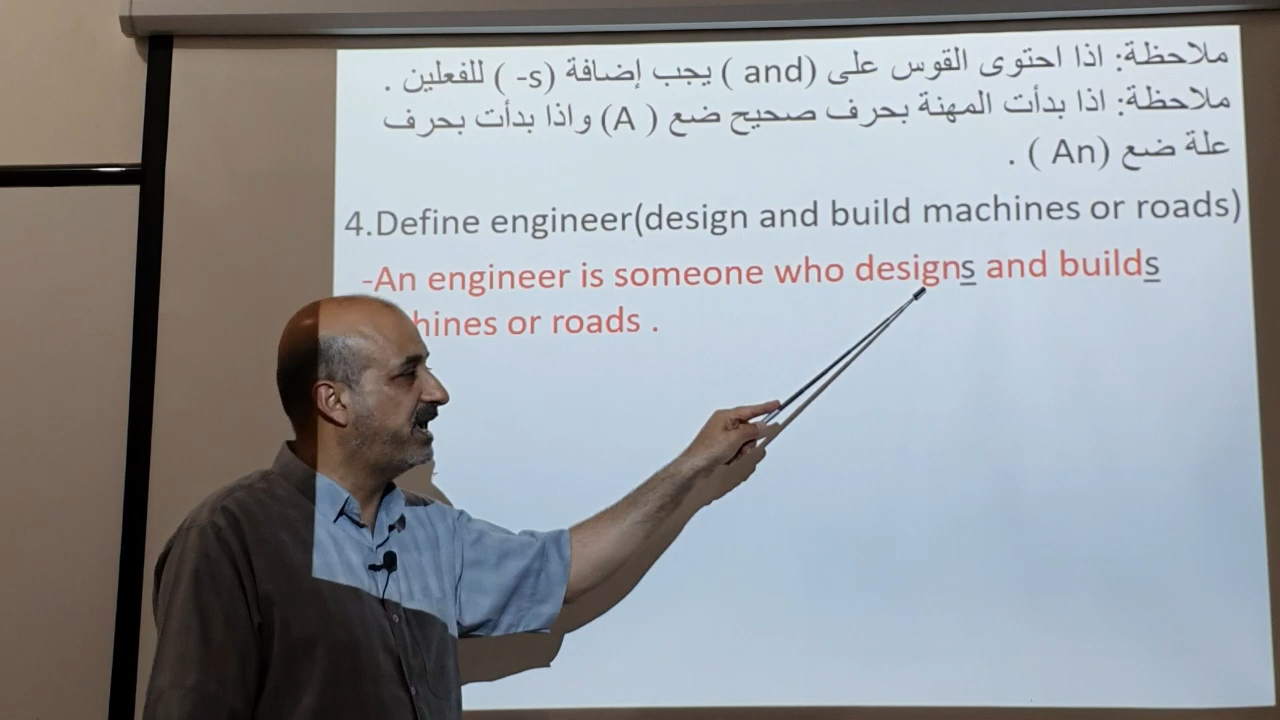 ملاحظة: اذا احتوى القوس على (and ) يجب إضافة (s- ) للفعلين .
ملاحظة: اذا بدأت المهنة بحرف صحيح ضع ( A) واذا بدأت بحرف
علة ضع (An ) .
4.Define engineer(design and build machines or roads)
-An engineer is someone who designs and builds
hines or roads .